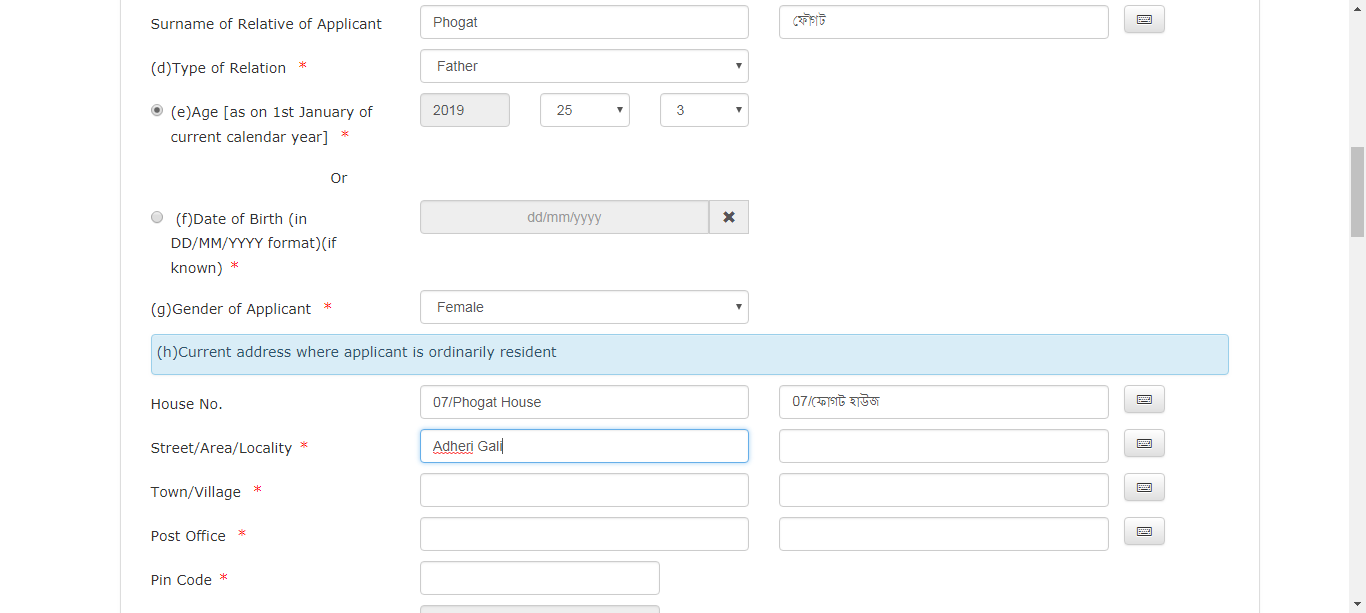 Surname of Relative of Applicant Phogat ফৌগট
(d)Type of Relation * Father
(e)Age [as on 1st January of 2019 25 3
current calendar year] *
Or
(f)Date of Birth (in dd/mm/yyyy
DD/MM/YYYY format)(if
known) *
(g)Gender of Applicant * Female
(h)Current address where applicant is ordinarily resident
House No. 07/Phogat House 07/ফোগট হাউজ
Street/Area/Locality * Adheri Gali
Town/Village *
Post Office *
Pin Code *